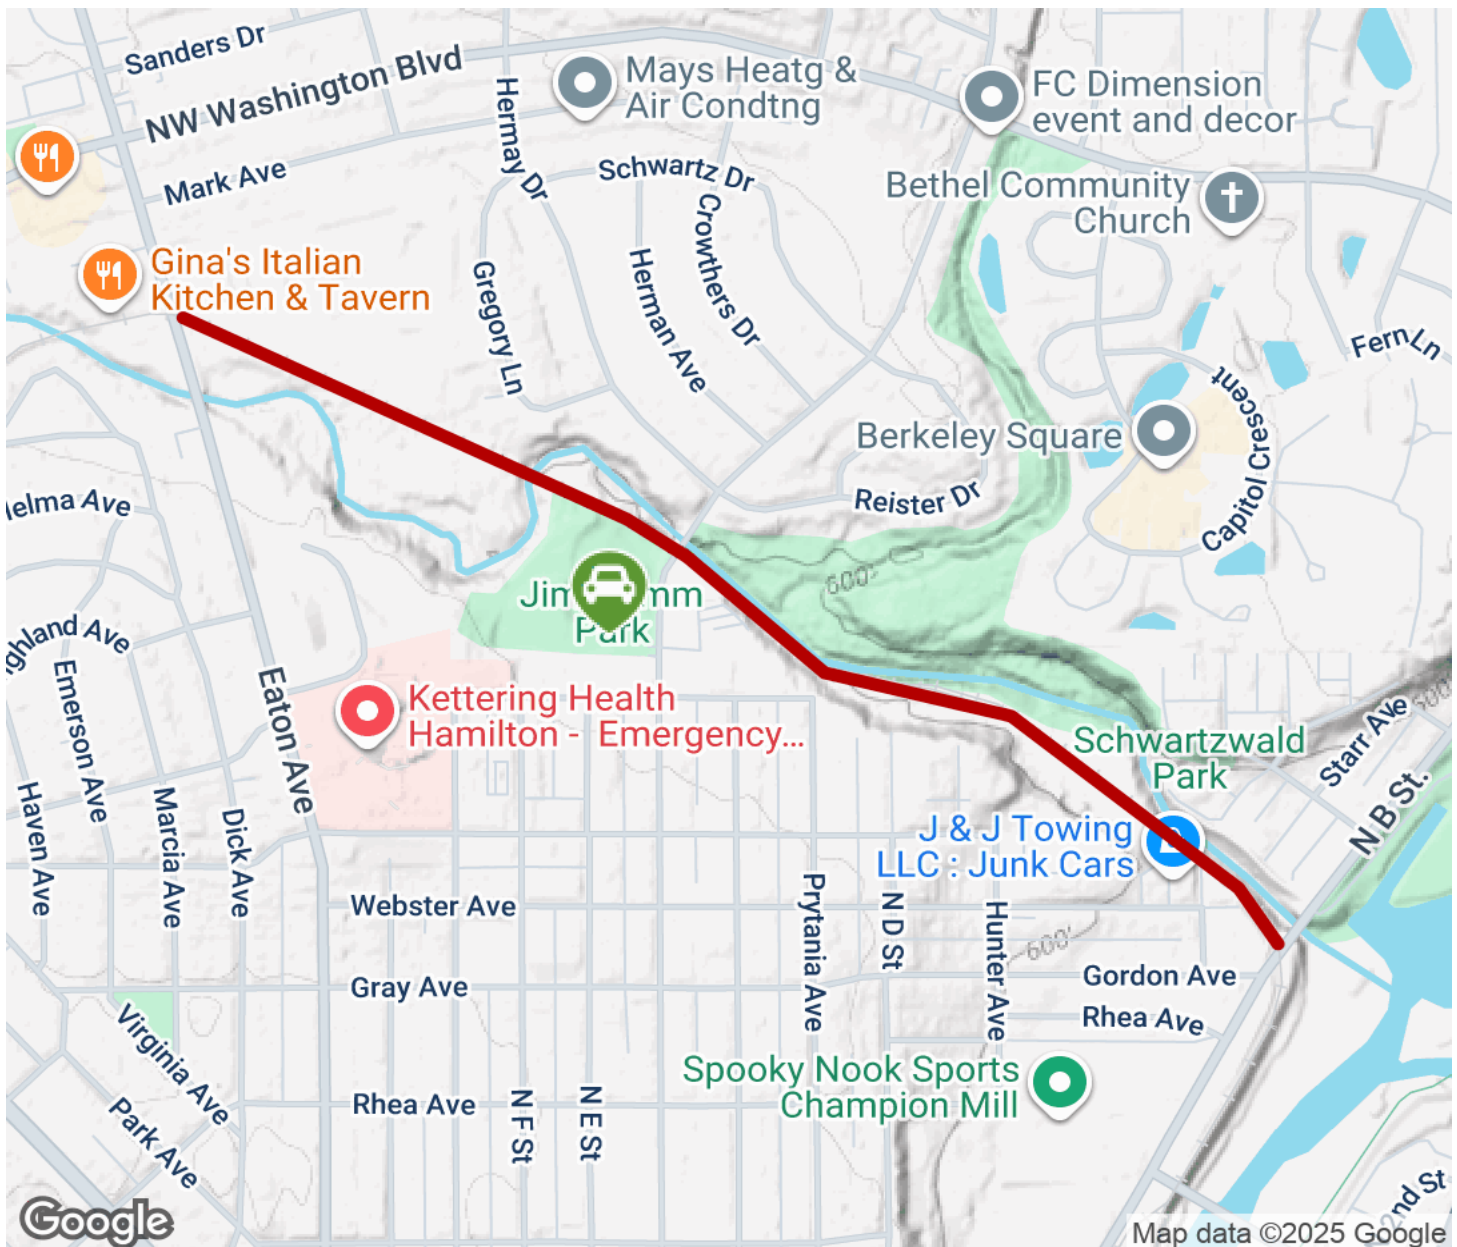 Sanders Dr
NW Washington Blvd
Mark Ave
Hermay Dr
Mays Heatg &
Air Condtng
FC Dimension
event and decor
Schwartz Dr
Bethel Community
Church
Crowthers Dr
Gina's Italian
Kitchen & Tavern
Gregory Ln
Herman Ave
Fern Ln
Capitol Crescent
Berkeley Square
Reister Dr
elma Ave
600'
Park
Kettering Health
Hamilton - Emergency...
ghland Ave
Emerson Ave
Eaton Ave
Schwartzwald
Park
Starr Ave
600'
N B St.
Haven Ave
Marcia Ave
Dick Ave
J & J Towing
LLC : Junk Cars
Webster Ave
Prytania Ave
N D St
Hunter Ave
600'
Gray Ave
Gordon Ave
Rhea Ave
Virginia Ave
Park Ave
Rhea Ave
N F St
N E St
Spooky Nook Sports
Champion Mill
2nd St
Google
Map data ©2025 Google